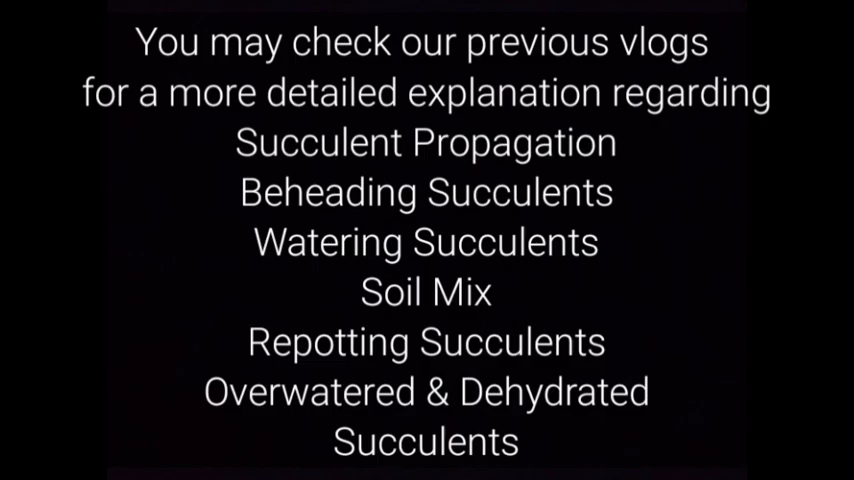 You may check our previous vlogs
for a more detailed explanation regarding
Succulent Propagation
Beheading Succulents
Watering Succulents
Soil Mix
Repotting Succulents
Overwatered & Dehydrated
Succulents